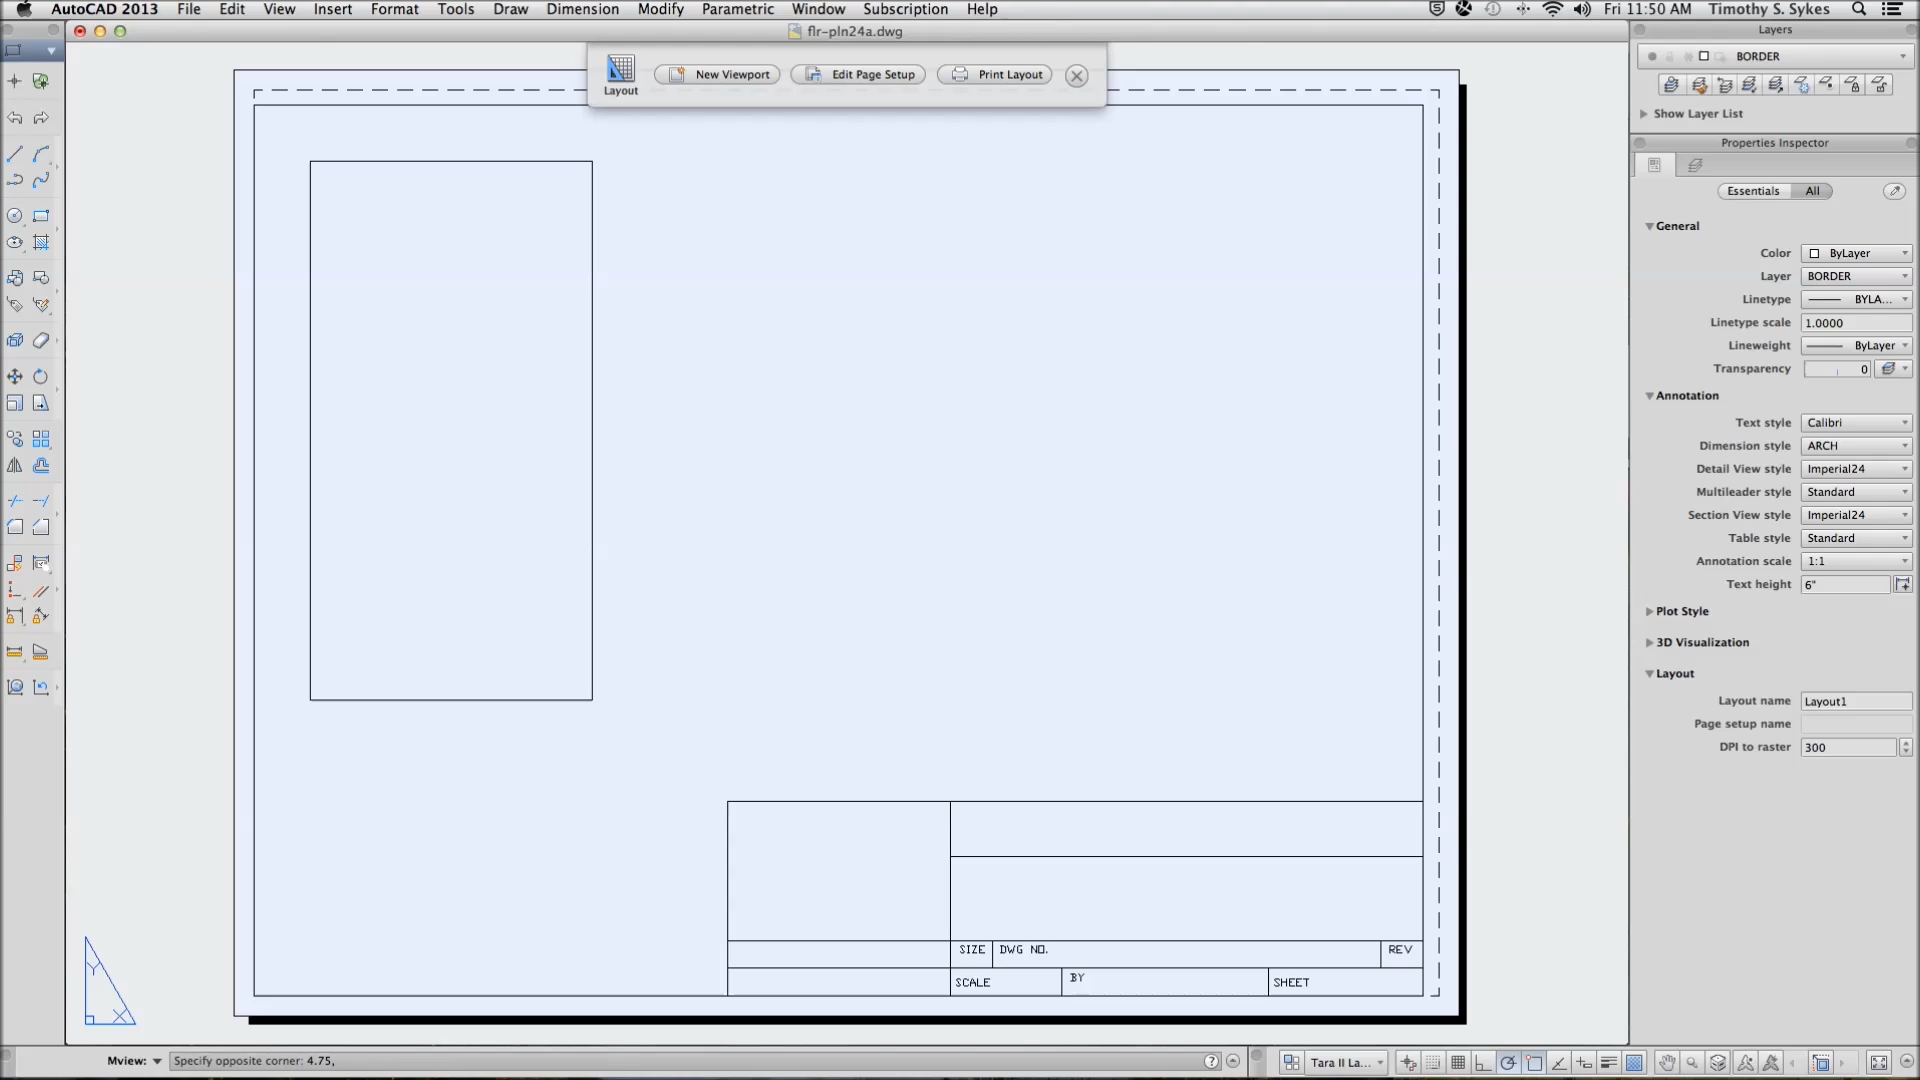 AutoCAD 2013 File Edit View Insert Format Tools Draw Dimension Modify Parametric Window Subscription Help Fri 11:50 AM Timothy S. Sykes
flr-pln24a.dwg
Layout
New Viewport
Edit Page Setup
Print Layout
Layers
BORDER
Show Layer List
Properties Inspector
Essentials All
General
Color ByLayer
Layer BORDER
Linetype BYLA...
Linetype scale 1.0000
Lineweight ByLayer
Transparency 0
Annotation
Text style Calibri
Dimension style ARCH
Detail View style Imperial24
Multileader style Standard
Section View style Imperial24
Table style Standard
Annotation scale 1:1
Text height 6"
Plot Style
3D Visualization
Layout
Layout name Layout1
Page setup name
DPI to raster 300
SIZE DWG NO. REV
SCALE BY SHEET
Y
X
Mview: Specify opposite corner: 4.75,
Tara II La...